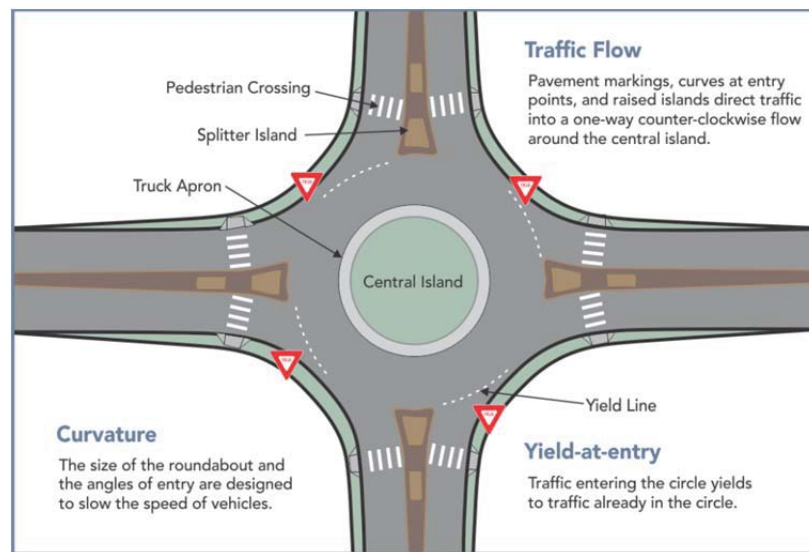 Traffic Flow
Pavement markings, curves at entry
points, and raised islands direct traffic
into a one-way counter-clockwise flow
around the central island.
Pedestrian Crossing
Splitter Island
Truck Apron
Central Island
Yield Line
Curvature
The size of the roundabout and
the angles of entry are designed
to slow the speed of vehicles.
Yield-at-entry
Traffic entering the circle yields
to traffic already in the circle.